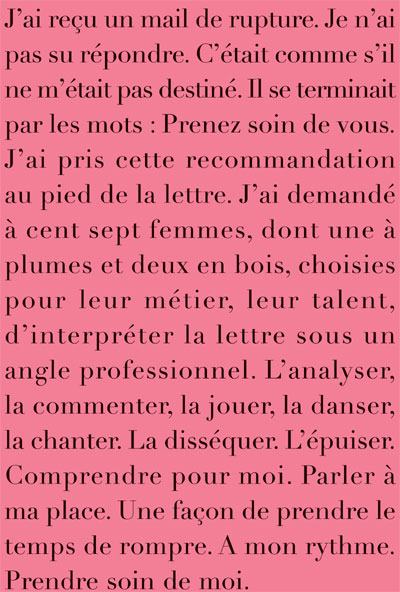 J'ai reçu un mail de rupture. Je n'ai
pas su répondre. C'était comme s'il
ne m'était pas destiné. Il se terminait
par les mots : Prenez soin de vous.
J'ai pris cette recommandation
au pied de la lettre. J'ai demandé
à cent sept femmes, dont une à
plumes et deux en bois, choisies
pour leur métier, leur talent,
d'interpréter la lettre sous un
angle professionnel. L'analyser,
la commenter, la jouer, la danser,
la chanter. La disséquer. L'épuiser.
Comprendre pour moi. Parler à
ma place. Une façon de prendre le
temps de rompre. A mon rythme.
Prendre soin de moi.